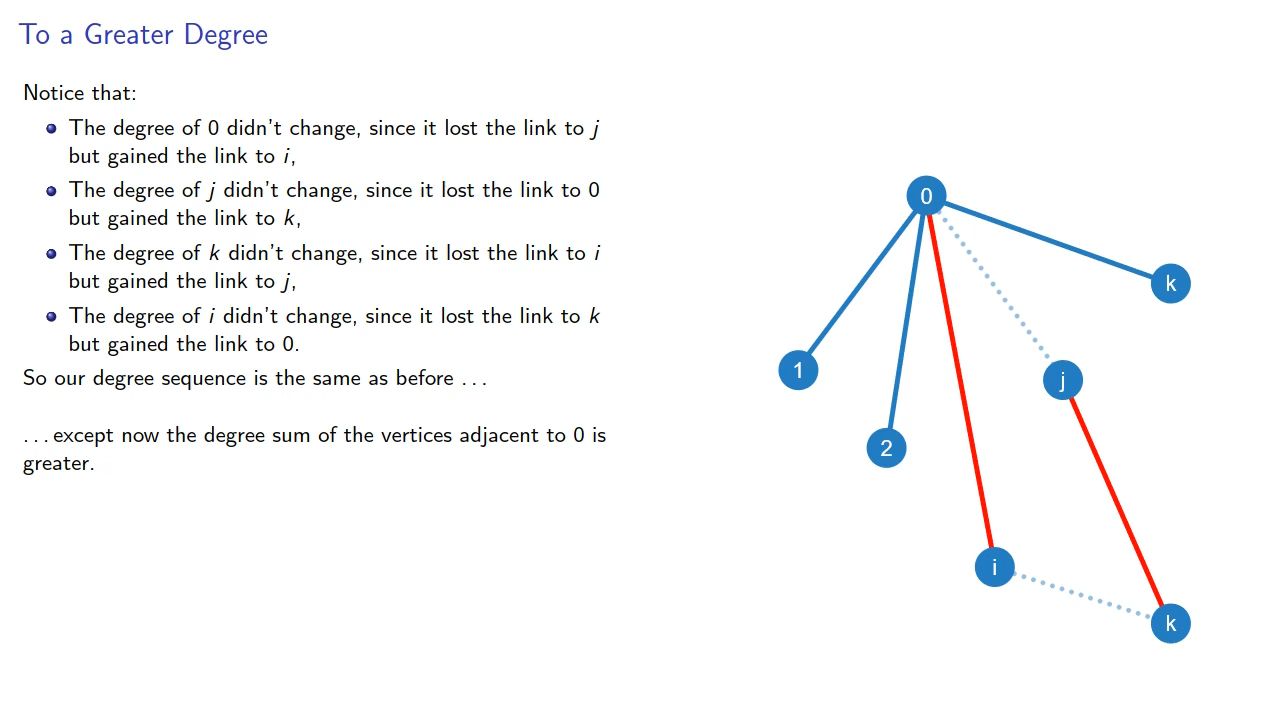 To a Greater Degree
Notice that:
The degree of 0 didn't change, since it lost the link to j
but gained the link to i,
The degree of j didn't change, since it lost the link to 0
but gained the link to k,
The degree of k didn't change, since it lost the link to i
but gained the link to j,
The degree of i didn't change, since it lost the link to k
but gained the link to 0.
So our degree sequence is the same as before ...
...except now the degree sum of the vertices adjacent to 0 is
greater.
0
k
1
j
2
i
k